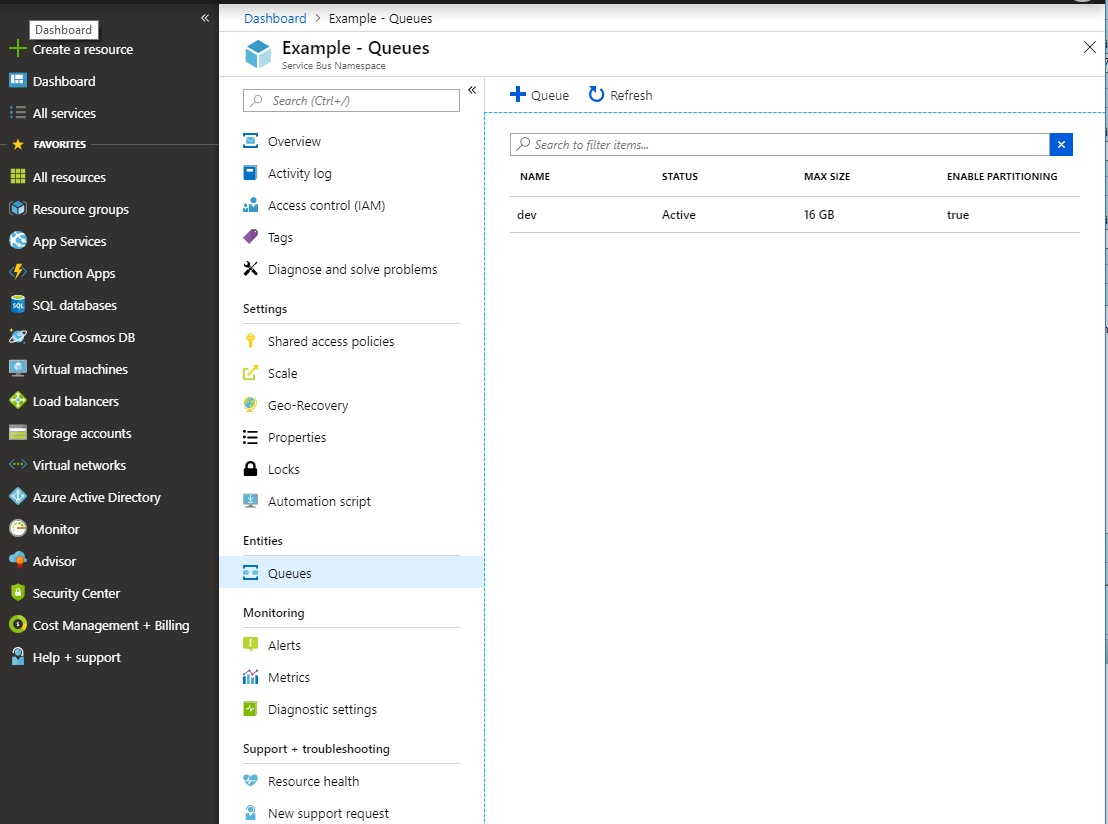 Dashboard
Create a resource
Dashboard
All services
FAVORITES
All resources
Resource groups
App Services
Function Apps
SQL databases
Azure Cosmos DB
Virtual machines
Load balancers
Storage accounts
Virtual networks
Azure Active Directory
Monitor
Advisor
Security Center
Cost Management + Billing
Help + support
Dashboard > Example - Queues
Example - Queues
Service Bus Namespace
Search (Ctrl+/)
Overview
Activity log
Access control (IAM)
Tags
Diagnose and solve problems
Settings
Shared access policies
Scale
Geo-Recovery
Properties
Locks
Automation script
Entities
Queues
Monitoring
Alerts
Metrics
Diagnostic settings
Support + troubleshooting
Resource health
New support request
Queue Refresh
Search to filter items...
NAME STATUS MAX SIZE ENABLE PARTITIONING
dev Active 16 GB true